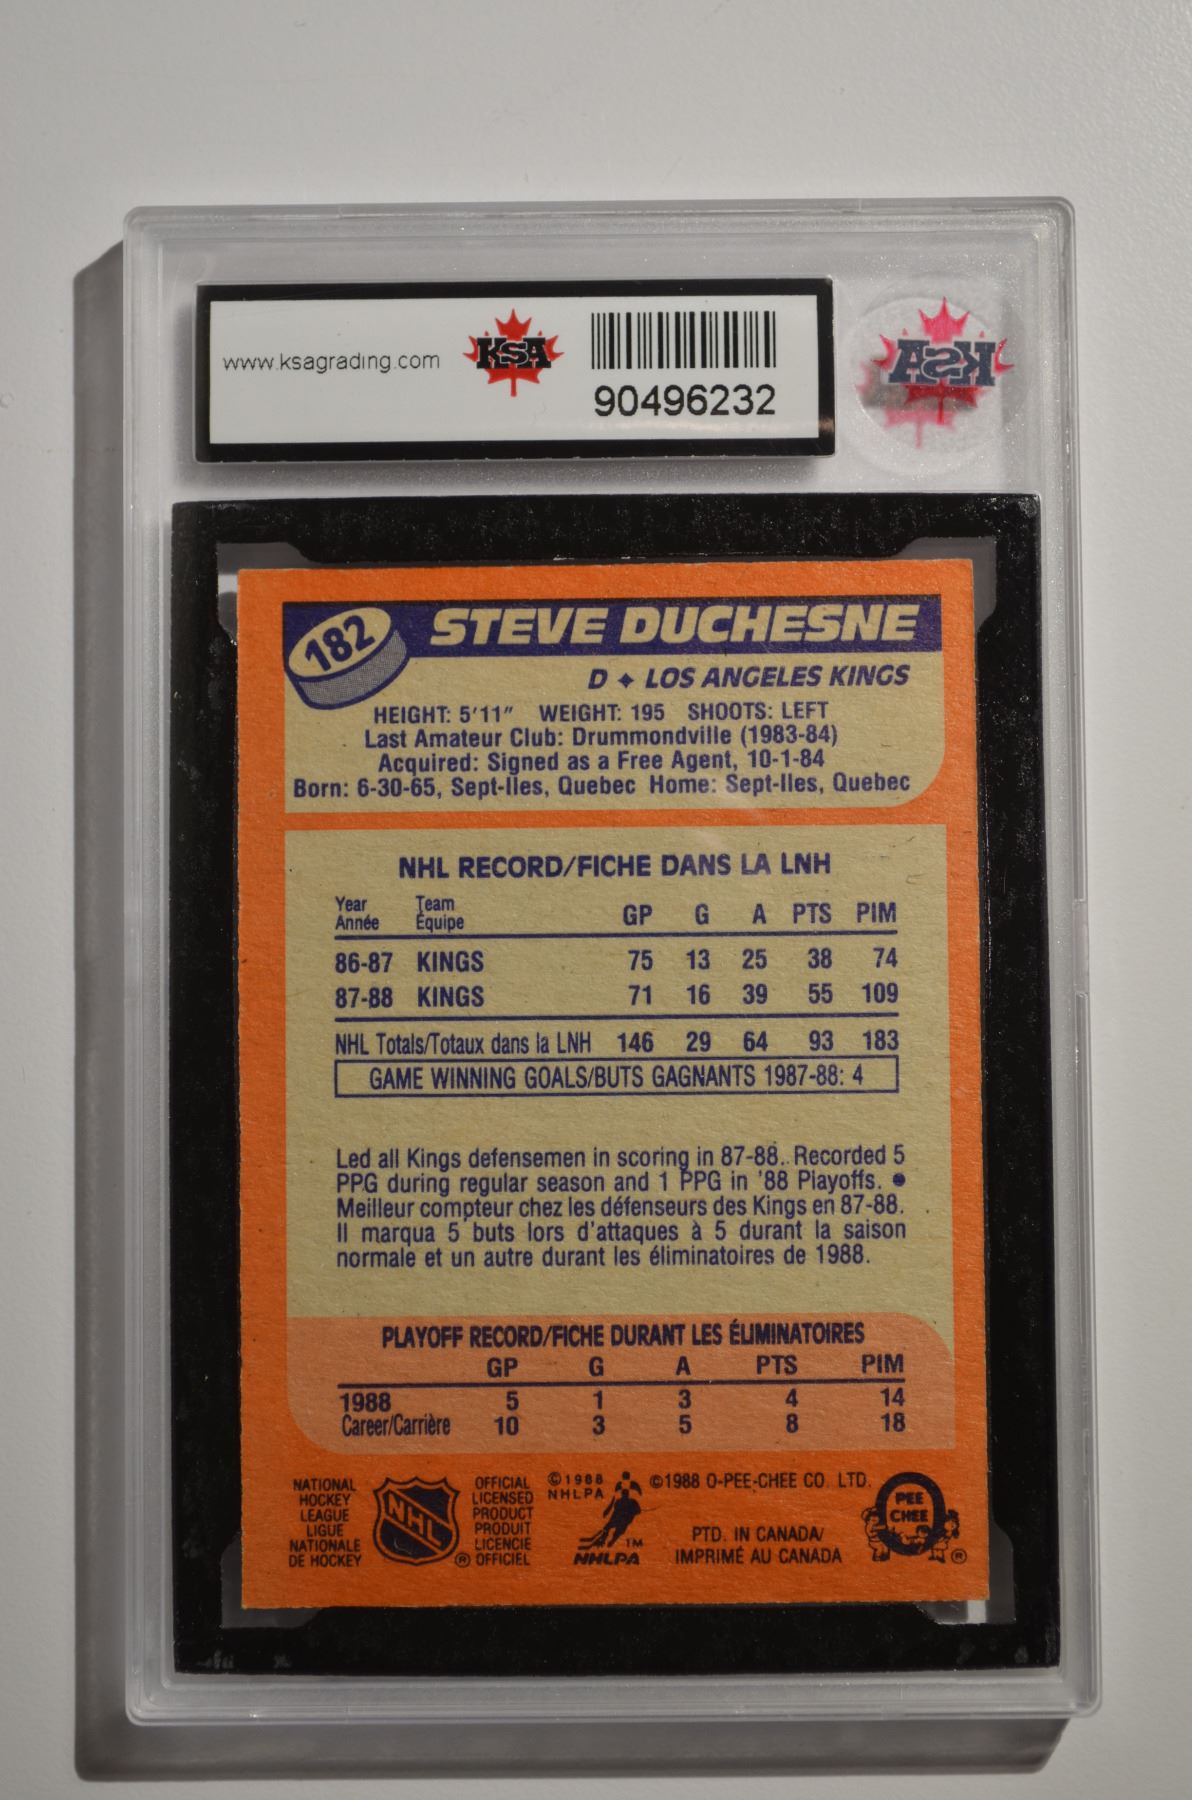 www.ksagrading.com
KSA
90496232
KSA
182
STEVE DUCHESNE
D ✦ LOS ANGELES KINGS
HEIGHT: 5'11" WEIGHT: 195 SHOOTS: LEFT
Last Amateur Club: Drummondville (1983-84)
Acquired: Signed as a Free Agent, 10-1-84
Born: 6-30-65, Sept-Iles, Quebec Home: Sept-Iles, Quebec
NHL RECORD/FICHE DANS LA LNH
Year Team
Année Équipe GP G A PTS PIM
86-87 KINGS 75 13 25 38 74
87-88 KINGS 71 16 39 55 109
NHL Totals/Totaux dans la LNH 146 29 64 93 183
GAME WINNING GOALS/BUTS GAGNANTS 1987-88: 4
Led all Kings defensemen in scoring in 87-88. Recorded 5
PPG during regular season and 1 PPG in '88 Playoffs. •
Meilleur compteur chez les défenseurs des Kings en 87-88.
Il marqua 5 buts lors d'attaques à 5 durant la saison
normale et un autre durant les éliminatoires de 1988.
PLAYOFF RECORD/FICHE DURANT LES ÉLIMINATOIRES
GP G A PTS PIM
1988 5 1 3 4 14
Career/Carrière 10 3 5 8 18
NATIONAL
HOCKEY
LEAGUE
LIGUE
NATIONALE
DE HOCKEY
NHL
®
OFFICIAL
LICENSED
PRODUCT
PRODUIT
LICENCIE
OFFICIEL
©1988
NHLPA
TM
NHLPA
©1988 O-PEE-CHEE CO. LTD.
PTD. IN CANADA/
IMPRIMÉ AU CANADA
PEE
CHEE
®